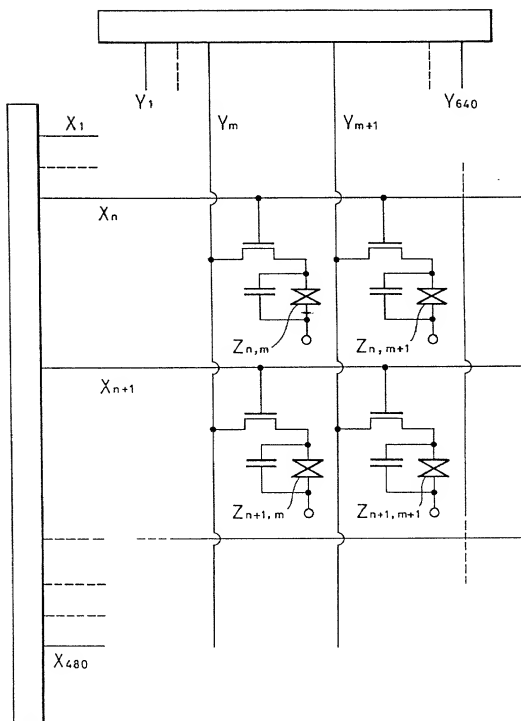 Y1
Ym
Ym+1
Y640
X1
Xn
Zn,m
Zn,m+1
Xn+1
Zn+1,m
Zn+1,m+1
X480